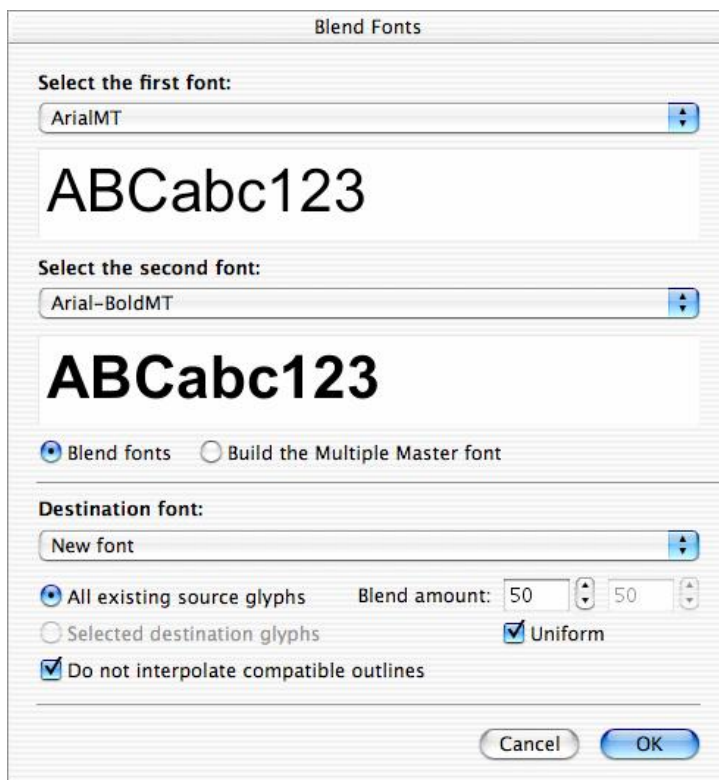 Blend Fonts
Select the first font:
ArialMT
ABCabc123
Select the second font:
Arial-BoldMT
ABCabc123
Blend fonts Build the Multiple Master font
Destination font:
New font
All existing source glyphs Blend amount: 50 50
Selected destination glyphs Uniform
Do not interpolate compatible outlines
Cancel OK